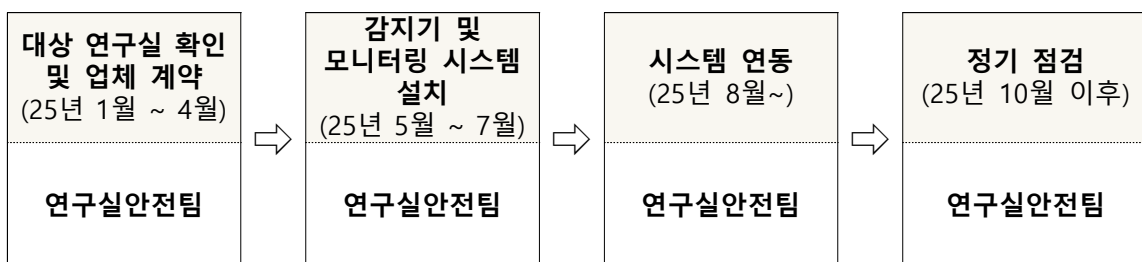 대상 연구실 확인
및 업체 계약
(25년 1월 ~ 4월)
연구실안전팀
감지기 및
모니터링 시스템
설치
(25년 5월 ~ 7월)
연구실안전팀
시스템 연동
(25년 8월~)
연구실안전팀
정기 점검
(25년 10월 이후)
연구실안전팀